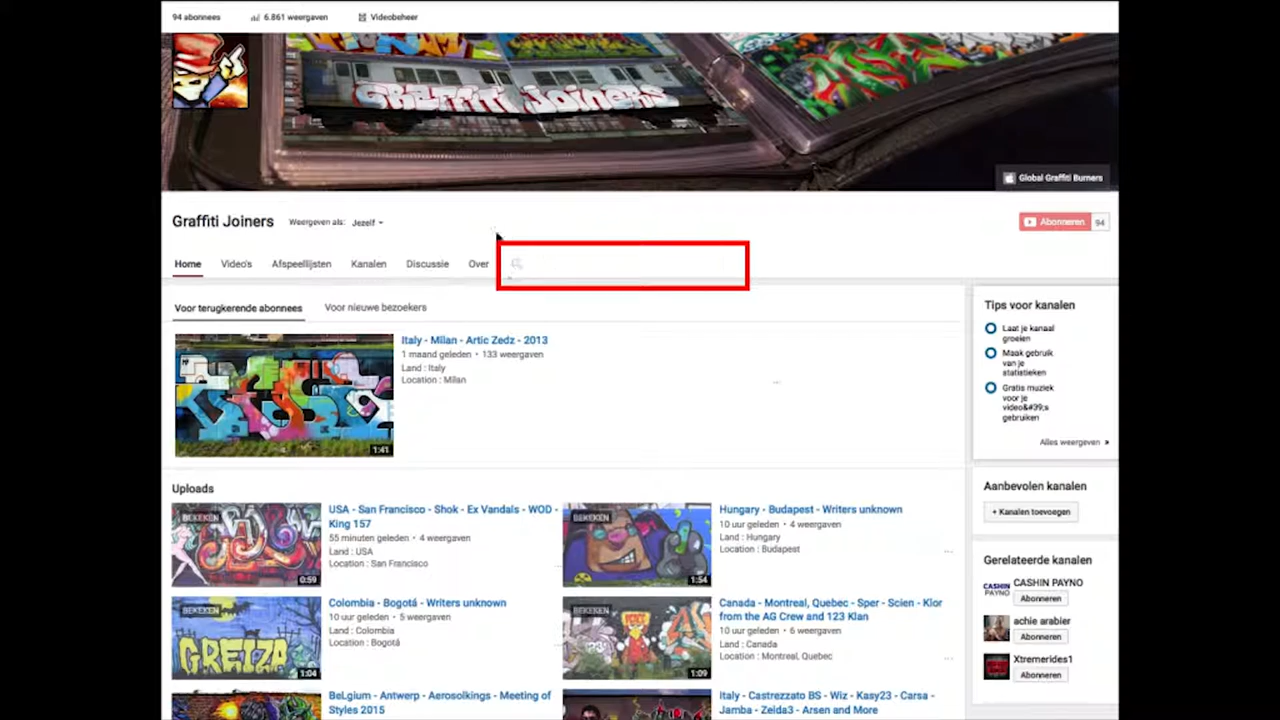 94 abonnees 6.861 weergaven Videobeheer
GRAFFITI JOINERS
Global Graffiti Burners
Graffiti Joiners Weergeven als: Jezelf
Abonneren 94
Home Video's Afspeellijsten Kanalen Discussie Over
Voor terugkerende abonnees Voor nieuwe bezoekers
Italy - Milan - Artic Zedz - 2013
1 maand geleden • 133 weergaven
Land : Italy
Location : Milan
1:41
Uploads
BEKEKEN
0:59
USA - San Francisco - Shok - Ex Vandals - WOD -
King 157
55 minuten geleden • 4 weergaven
Land : USA
Location : San Francisco
BEKEKEN
1:54
Hungary - Budapest - Writers unknown
10 uur geleden • 4 weergaven
Land : Hungary
Location : Budapest
BEKEKEN
GREIZA
1:04
Colombia - Bogotá - Writers unknown
10 uur geleden • 5 weergaven
Land : Colombia
Location : Bogotá
BEKEKEN
1:09
Canada - Montreal, Quebec - Sper - Scien - Klor
from the AG Crew and 123 Klan
10 uur geleden • 6 weergaven
Land : Canada
Location : Montreal, Quebec
BeLgium - Antwerp - Aerosolkings - Meeting of
Styles 2015
Italy - Castrezzato BS - Wiz - Kasy23 - Carsa -
Jamba - Zeida3 - Arsen and More
Tips voor kanalen
Laat je kanaal
groeien
Maak gebruik
van je
statistieken
Gratis muziek
voor je
video&#39;s
gebruiken
Alles weergeven »
Aanbevolen kanalen
+ Kanalen toevoegen
Gerelateerde kanalen
CASHIN
PAYNO
CASHIN PAYNO
Abonneren
achie arabier
Abonneren
Xtremerides1
Abonneren